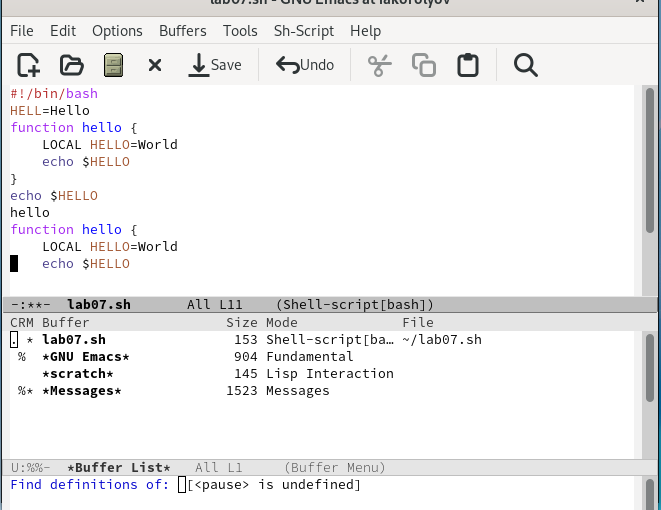 lab07.sh - GNU Emacs at fakorolyov
File Edit Options Buffers Tools Sh-Script Help
Save Undo
#!/bin/bash
HELL=Hello
function hello {
    LOCAL HELLO=World
    echo $HELLO
}
echo $HELLO
hello
function hello {
    LOCAL HELLO=World
    echo $HELLO
-:**-  lab07.sh       All L11    (Shell-script[bash])
CRM Buffer                 Size Mode             File
. * lab07.sh                153 Shell-script[ba… ~/lab07.sh
 %  *GNU Emacs*             904 Fundamental
    *scratch*               145 Lisp Interaction
 %* *Messages*             1523 Messages
U:%%-  *Buffer List*   All L1     (Buffer Menu)
Find definitions of: [<pause> is undefined]